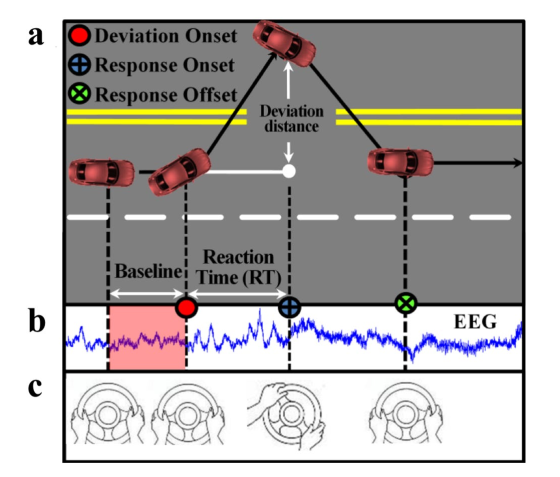 a
Deviation Onset
Response Onset
Response Offset
Deviation
distance
Baseline
Reaction
Time (RT)
b
EEG
c